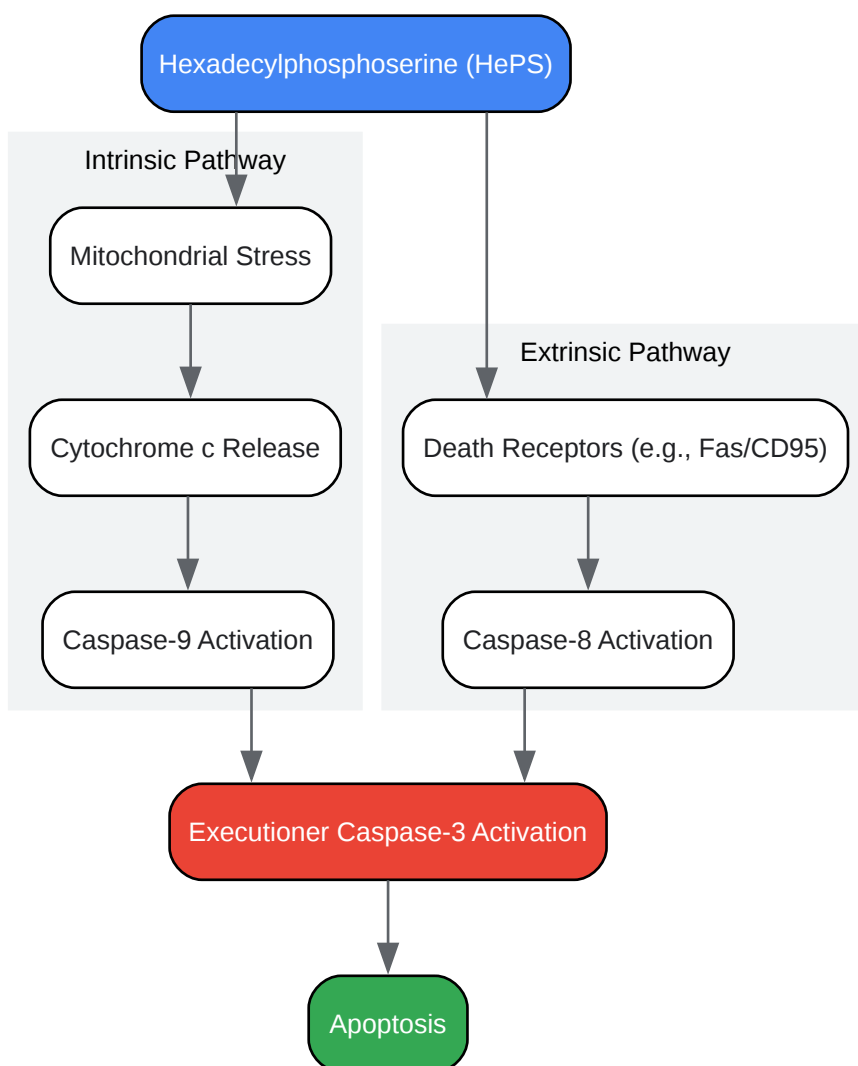 Hexadecylphosphoserine (HePS)
Intrinsic Pathway
Mitochondrial Stress
Cytochrome c Release
Caspase-9 Activation
Extrinsic Pathway
Death Receptors (e.g., Fas/CD95)
Caspase-8 Activation
Executioner Caspase-3 Activation
Apoptosis